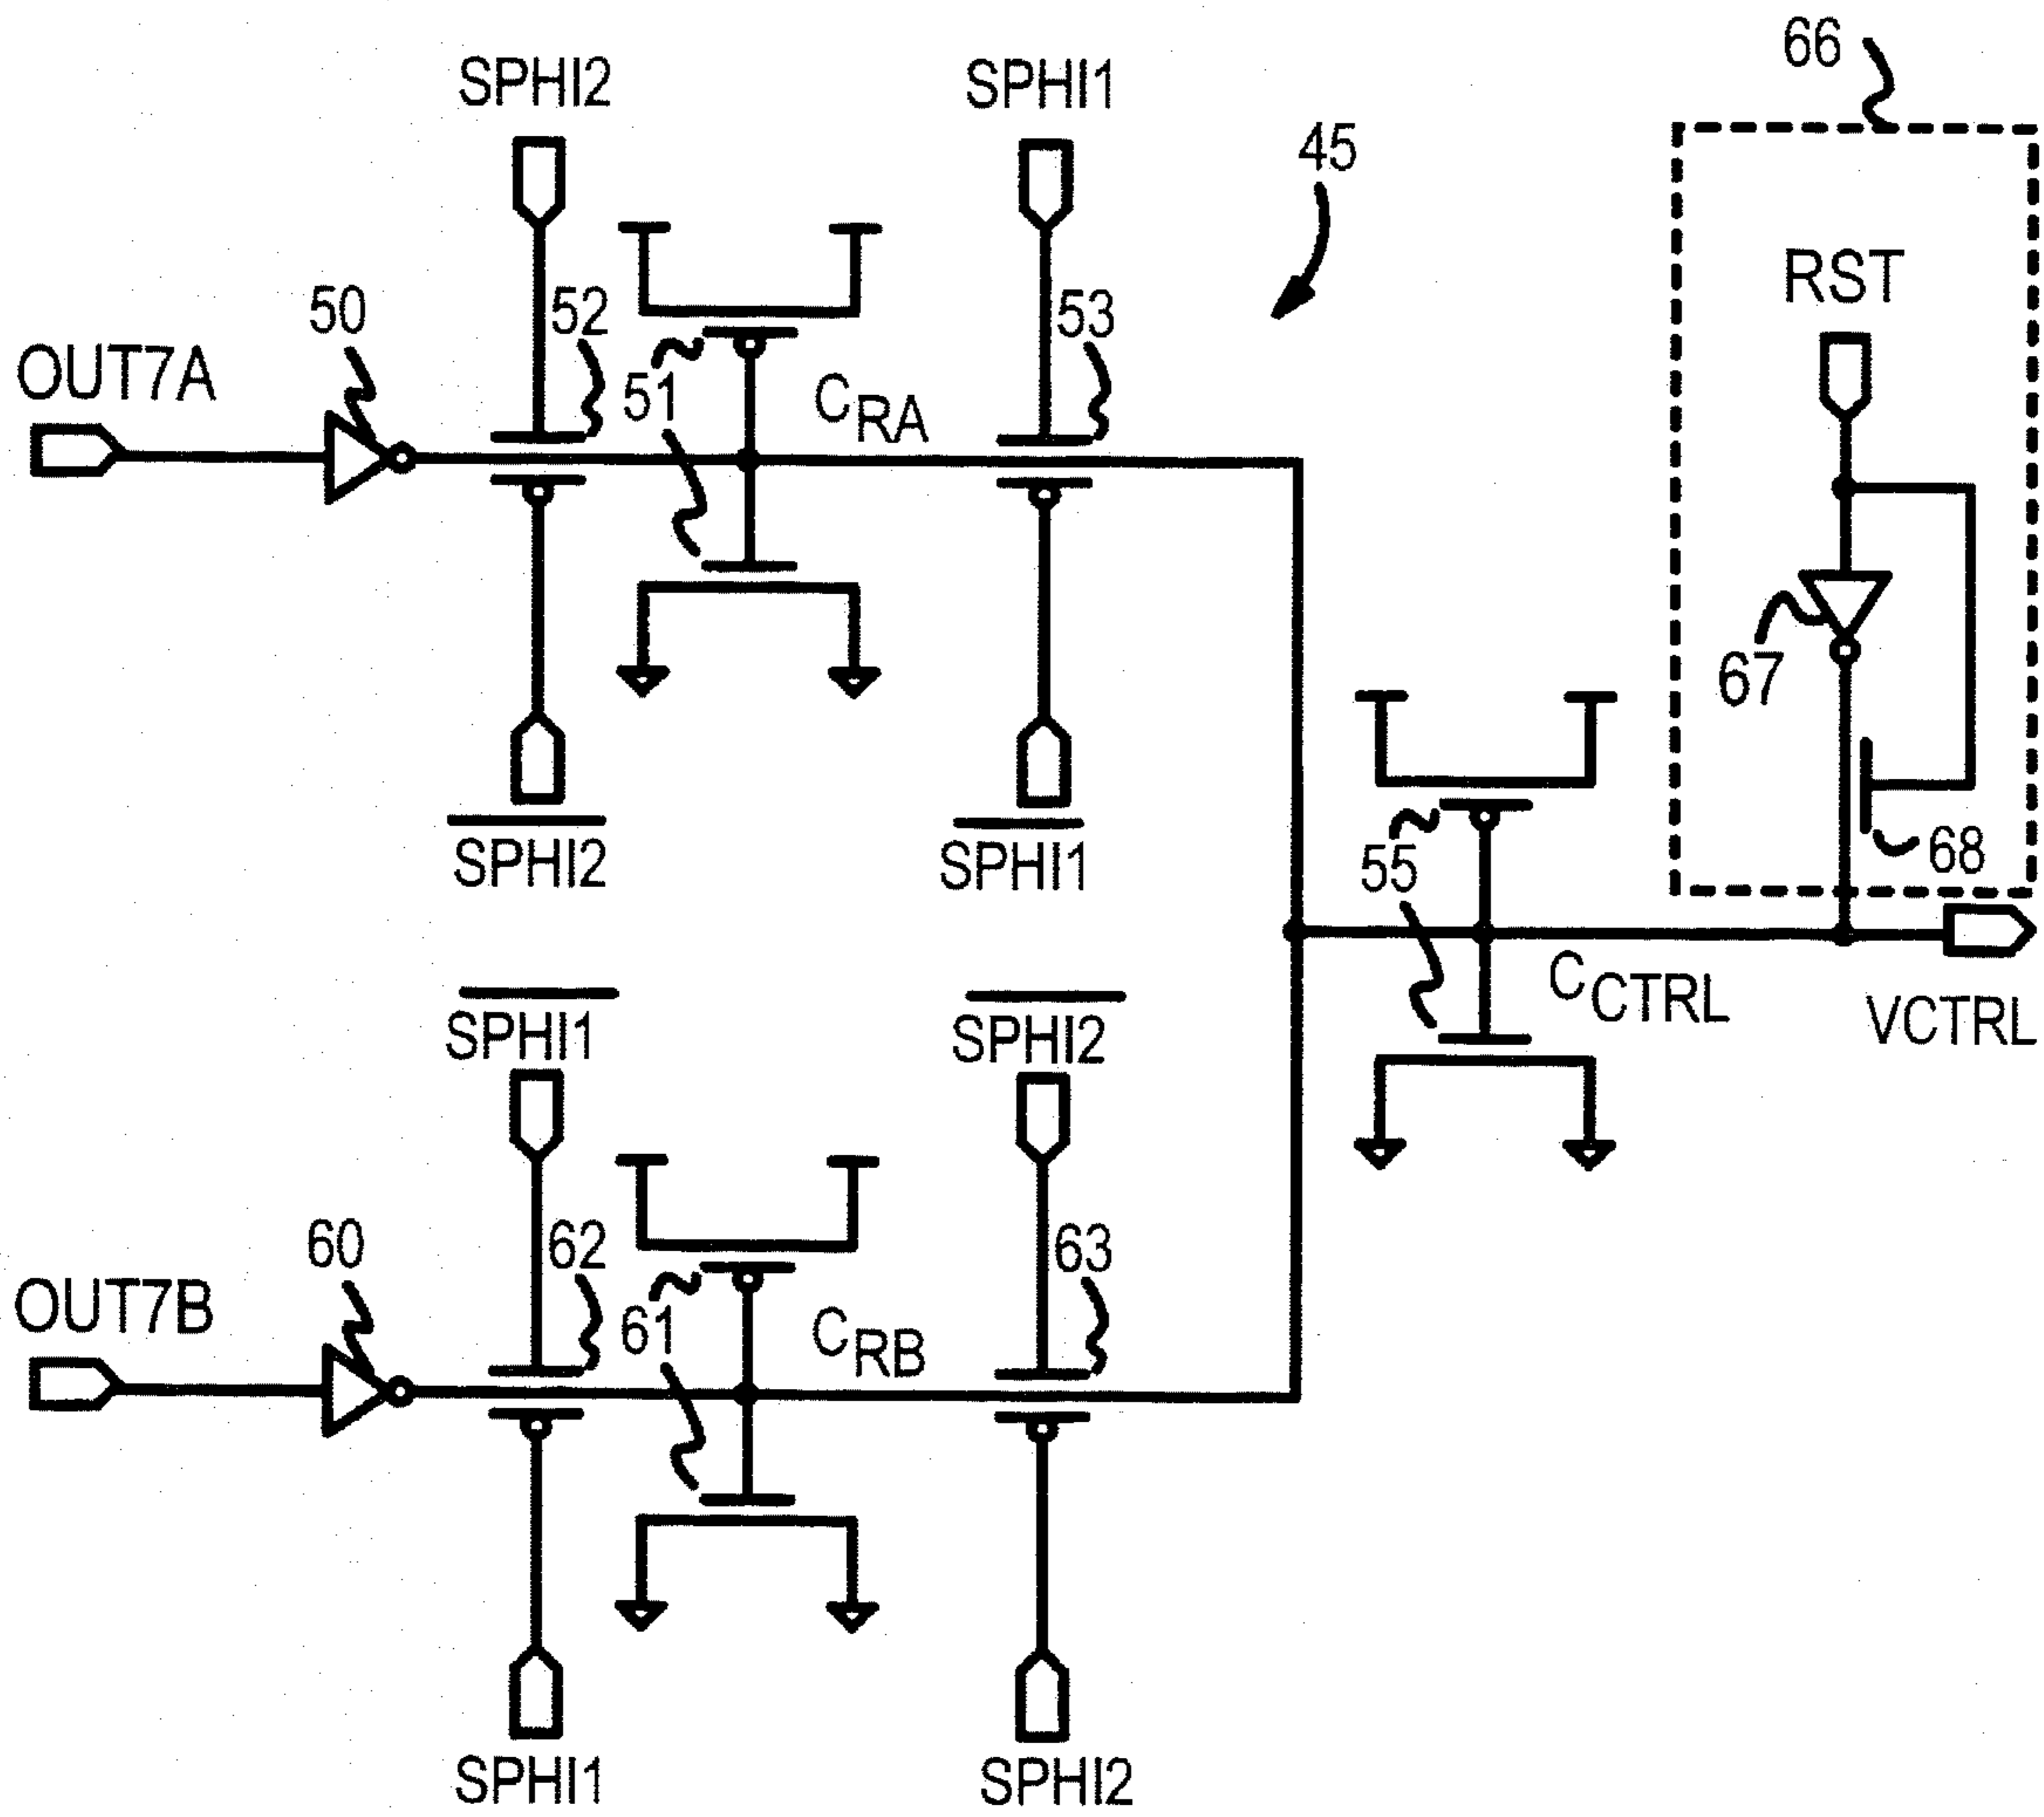 66
SPHI2
SPHI1
45
RST
50
52
53
OUT7A
51
CRA
67
68
55
SPHI2
SPHI1
CCTRL
VCTRL
SPHI1
SPHI2
60
62
63
OUT7B
61
CRB
SPHI1
SPHI2